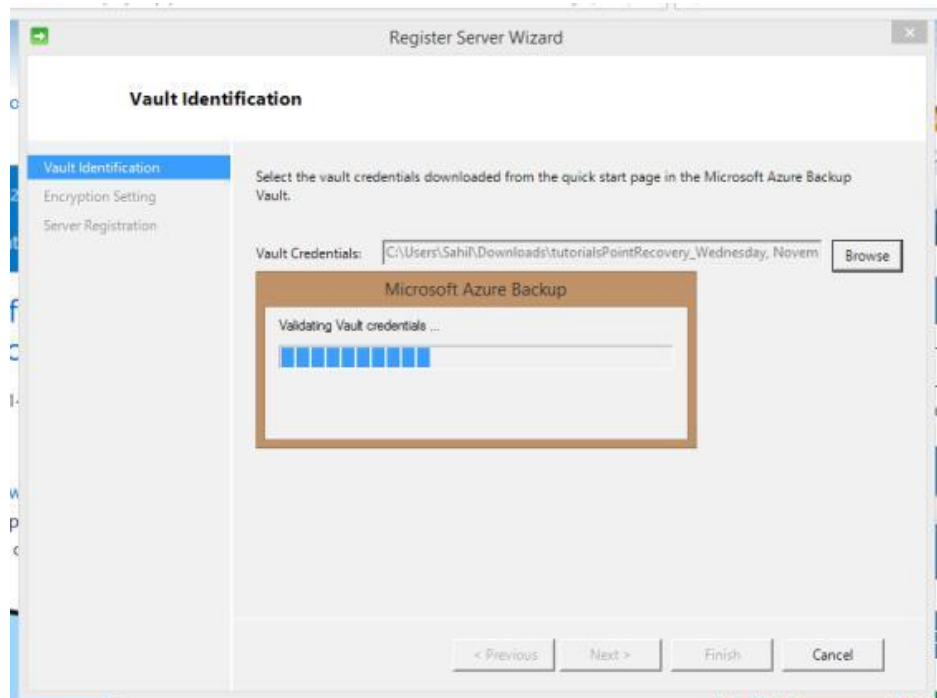 Register Server Wizard
Vault Identification
Vault Identification
Encryption Setting
Server Registration
Select the vault credentials downloaded from the quick start page in the Microsoft Azure Backup
Vault.
Vault Credentials: C:\Users\Sahil\Downloads\tutorialsPointRecovery_Wednesday, Novem Browse
Microsoft Azure Backup
Validating Vault credentials ...
< Previous Next > Finish Cancel